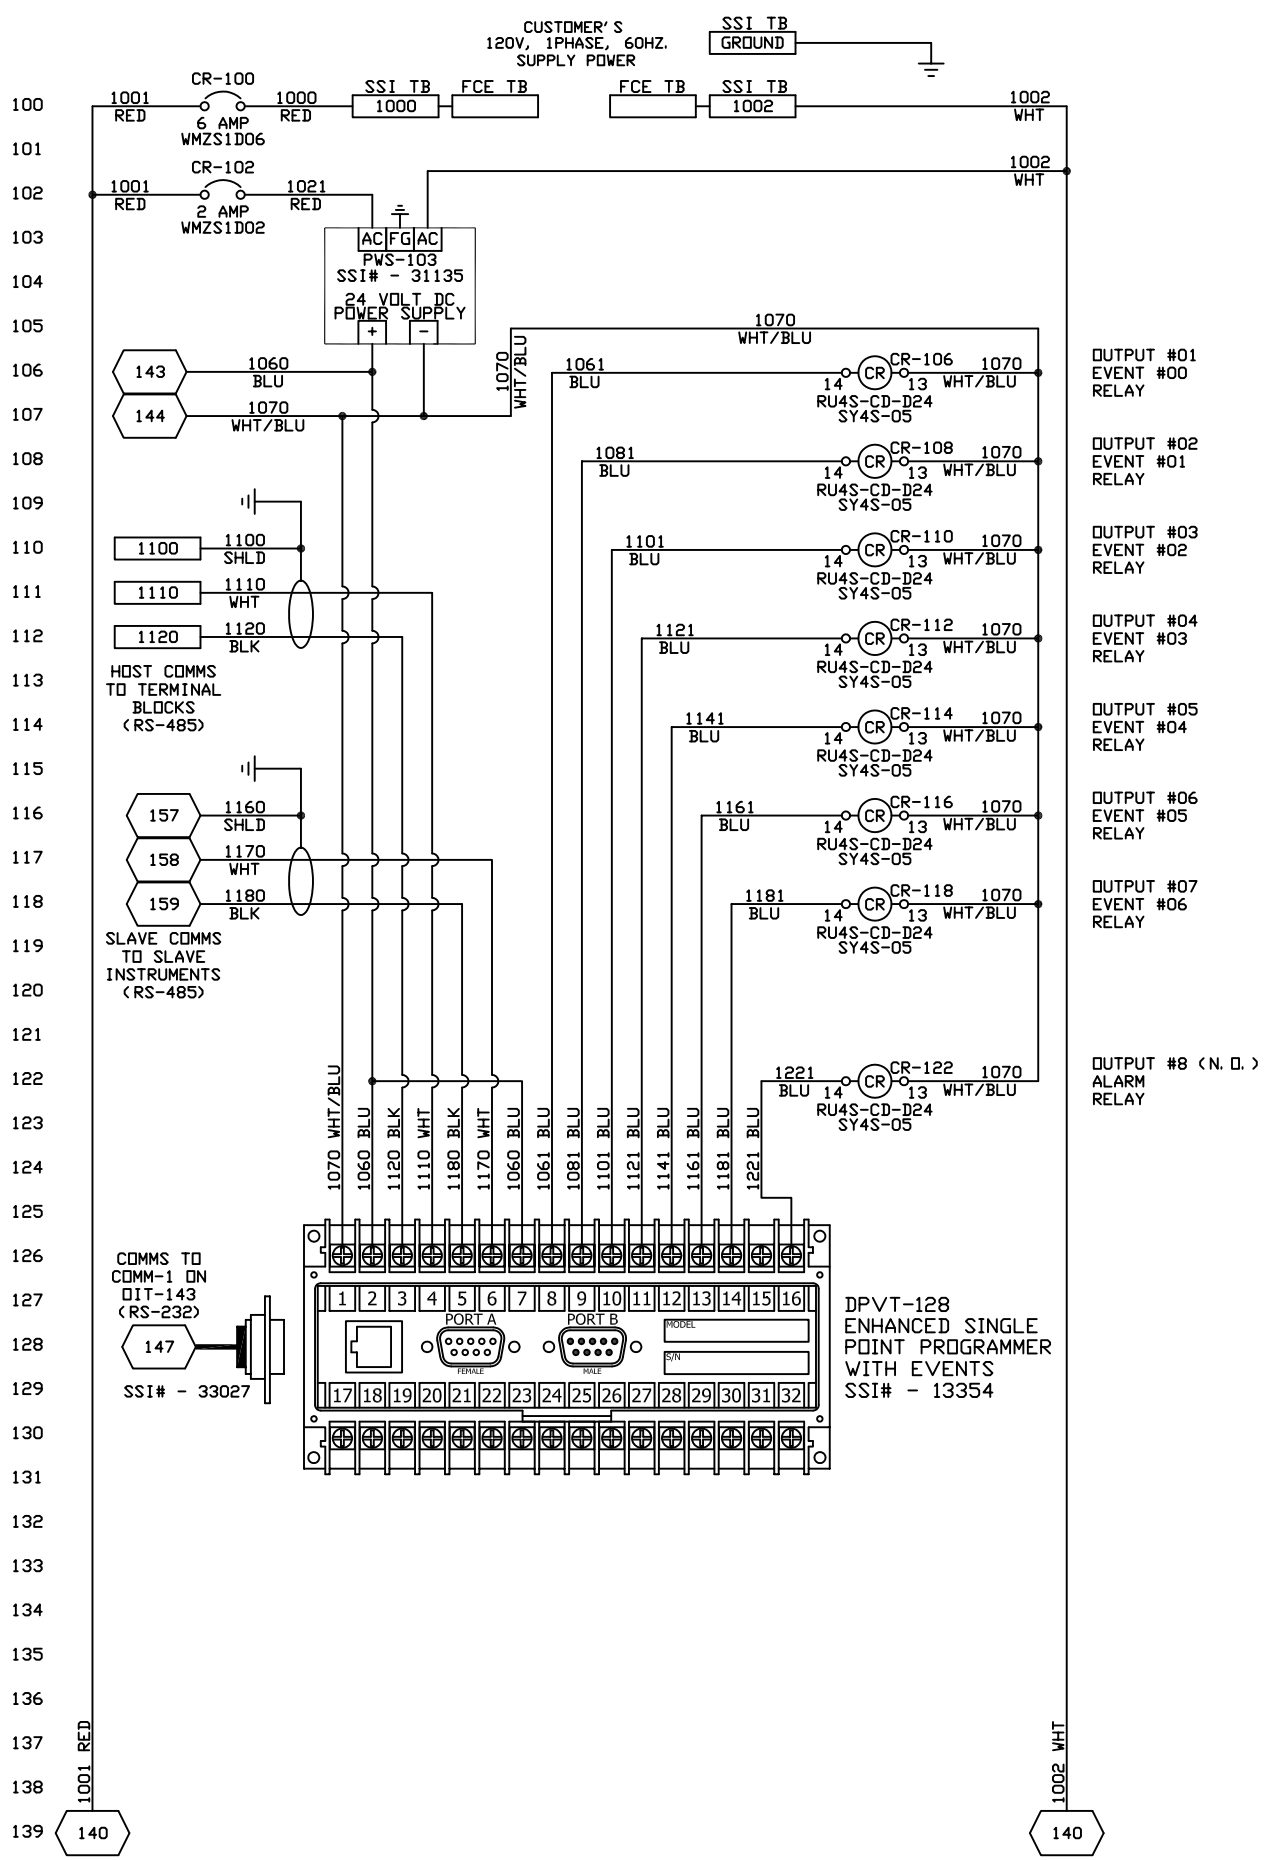 CUSTOMER'S
120V, 1PHASE, 60HZ.
SUPPLY POWER
SSI TB
GROUND
100
1001
RED
CR-100
6 AMP
WMZS1D06
1000
RED
SSI TB
1000
FCE TB
FCE TB
SSI TB
1002
1002
WHT
101
1002
WHT
102
1001
RED
CR-102
2 AMP
WMZS1D02
1021
RED
103
AC FG AC
PWS-103
SSI# - 31135
24 VOLT DC
POWER SUPPLY
+ -
104
105
1070
WHT/BLU
1070
WHT/BLU
106
143
1060
BLU
1061
BLU
14
CR
CR-106
13
RU4S-CD-D24
SY4S-05
1070
WHT/BLU
OUTPUT #01
EVENT #00
RELAY
107
144
1070
WHT/BLU
108
1081
BLU
14
CR
CR-108
13
RU4S-CD-D24
SY4S-05
1070
WHT/BLU
OUTPUT #02
EVENT #01
RELAY
109
110
1100
1100
SHLD
1101
BLU
14
CR
CR-110
13
RU4S-CD-D24
SY4S-05
1070
WHT/BLU
OUTPUT #03
EVENT #02
RELAY
111
1110
1110
WHT
112
1120
1120
BLK
HOST COMMS
TO TERMINAL
BLOCKS
(RS-485)
1121
BLU
14
CR
CR-112
13
RU4S-CD-D24
SY4S-05
1070
WHT/BLU
OUTPUT #04
EVENT #03
RELAY
113
114
1141
BLU
14
CR
CR-114
13
RU4S-CD-D24
SY4S-05
1070
WHT/BLU
OUTPUT #05
EVENT #04
RELAY
115
116
157
1160
SHLD
1161
BLU
14
CR
CR-116
13
RU4S-CD-D24
SY4S-05
1070
WHT/BLU
OUTPUT #06
EVENT #05
RELAY
117
158
1170
WHT
118
159
1180
BLK
SLAVE COMMS
TO SLAVE
INSTRUMENTS
(RS-485)
1181
BLU
14
CR
CR-118
13
RU4S-CD-D24
SY4S-05
1070
WHT/BLU
OUTPUT #07
EVENT #06
RELAY
119
120
121
122
1221
BLU
14
CR
CR-122
13
RU4S-CD-D24
SY4S-05
1070
WHT/BLU
OUTPUT #8 (N.O.)
ALARM
RELAY
123
124
1070 WHT/BLU
1060 BLU
1120 BLK
1110 WHT
1180 BLK
1170 WHT
1060 BLU
1061 BLU
1081 BLU
1101 BLU
1121 BLU
1141 BLU
1161 BLU
1181 BLU
1221 BLU
125
126
COMMS TO
COMM-1 ON
OIT-143
(RS-232)
147
SSI# - 33027
127
1 2 3 4 5 6 7 8 9 10 11 12 13 14 15 16
PORT A
FEMALE
PORT B
MALE
MODEL
S/N
17 18 19 20 21 22 23 24 25 26 27 28 29 30 31 32
DPVT-128
ENHANCED SINGLE
POINT PROGRAMMER
WITH EVENTS
SSI# - 13354
128
129
130
131
132
133
134
135
136
137
138
139
1001 RED
140
1002 WHT
140